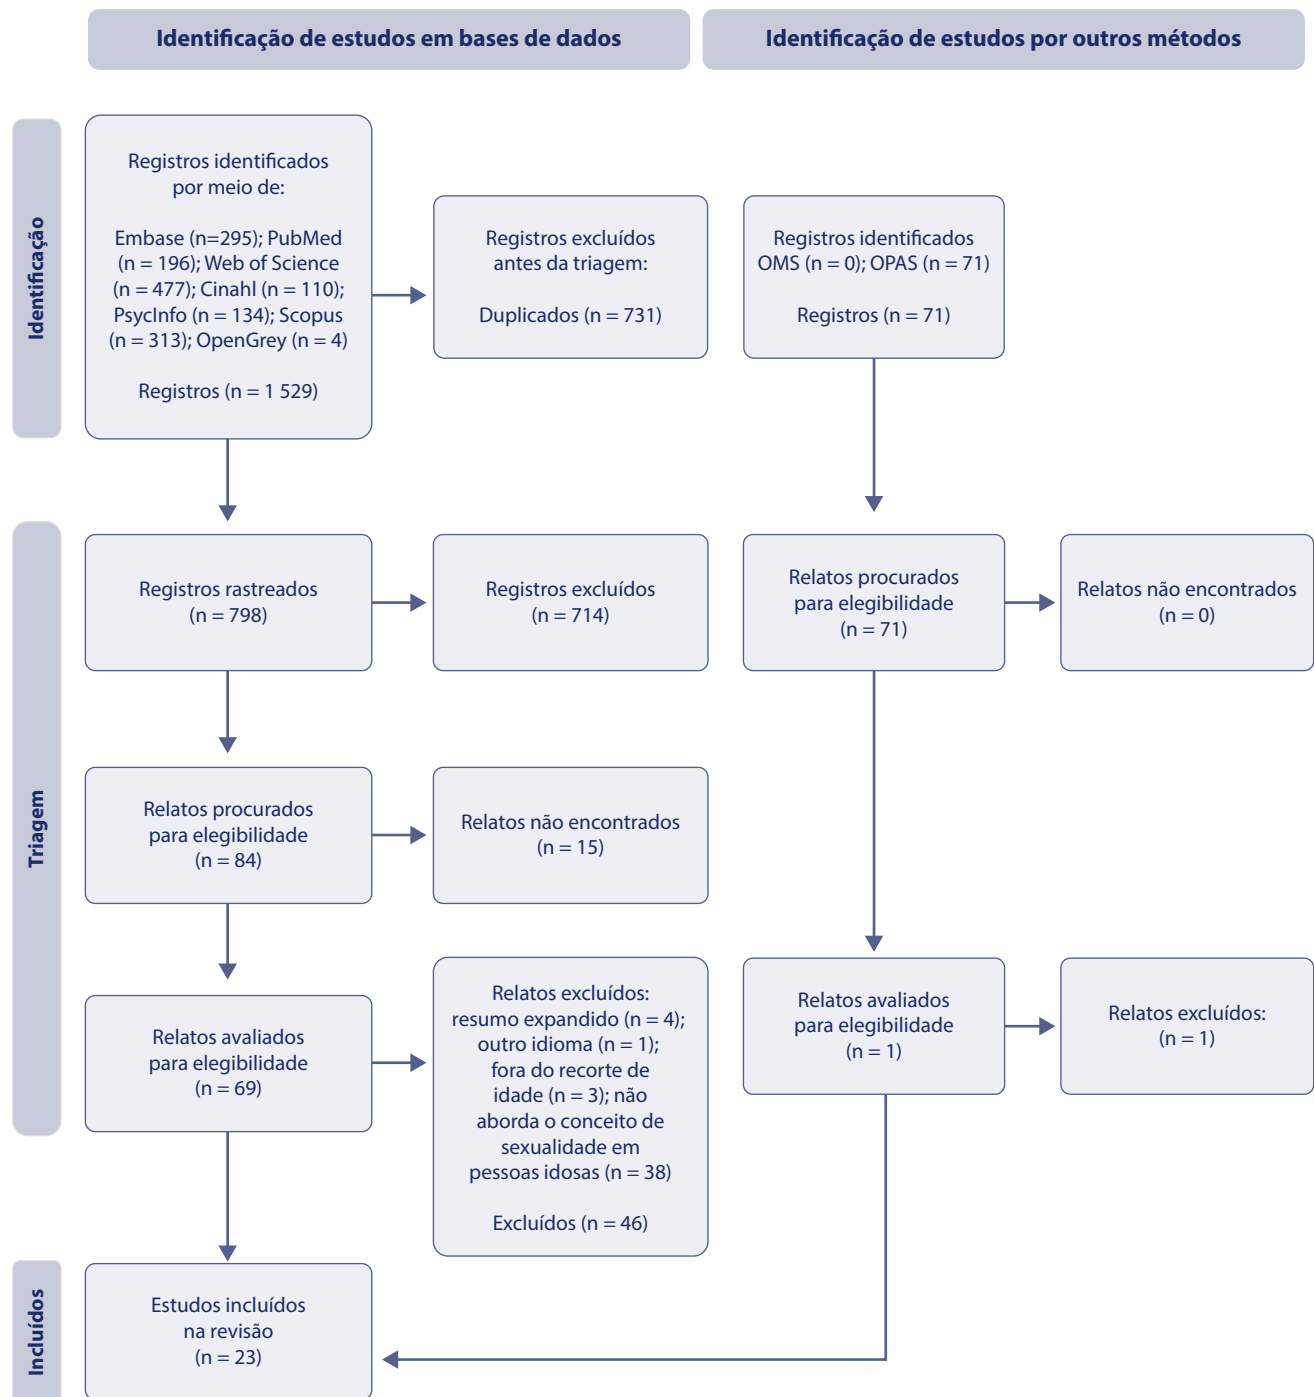 Identificação de estudos em bases de dados
Identificação de estudos por outros métodos
Identificação
Registros identificados
por meio de:
Embase (n=295); PubMed
(n = 196); Web of Science
(n = 477); Cinahl (n = 110);
PsycInfo (n = 134); Scopus
(n = 313); OpenGrey (n = 4)
Registros (n = 1 529)
Registros excluídos
antes da triagem:
Duplicados (n = 731)
Registros identificados
OMS (n = 0); OPAS (n = 71)
Registros (n = 71)
Triagem
Registros rastreados
(n = 798)
Registros excluídos
(n = 714)
Relatos procurados
para elegibilidade
(n = 71)
Relatos não encontrados
(n = 0)
Relatos procurados
para elegibilidade
(n = 84)
Relatos não encontrados
(n = 15)
Relatos avaliados
para elegibilidade
(n = 69)
Relatos excluídos:
resumo expandido (n = 4);
outro idioma (n = 1);
fora do recorte de
idade (n = 3); não
aborda o conceito de
sexualidade em
pessoas idosas (n = 38)
Excluídos (n = 46)
Relatos avaliados
para elegibilidade
(n = 1)
Relatos excluídos:
(n = 1)
Incluídos
Estudos incluídos
na revisão
(n = 23)